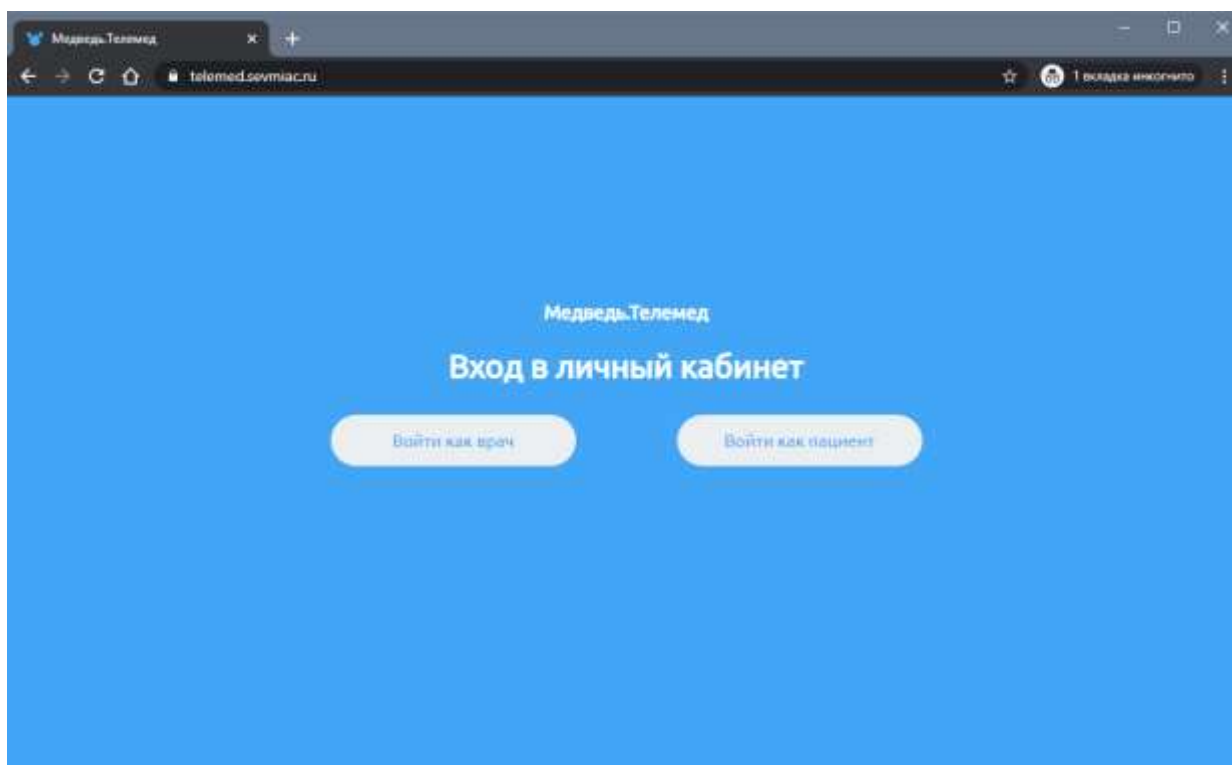 Медведь.Телемед
telemed.sevmiac.ru
1 вкладка инкогнито
Медведь.Телемед
Вход в личный кабинет
Войти как врач
Войти как пациент